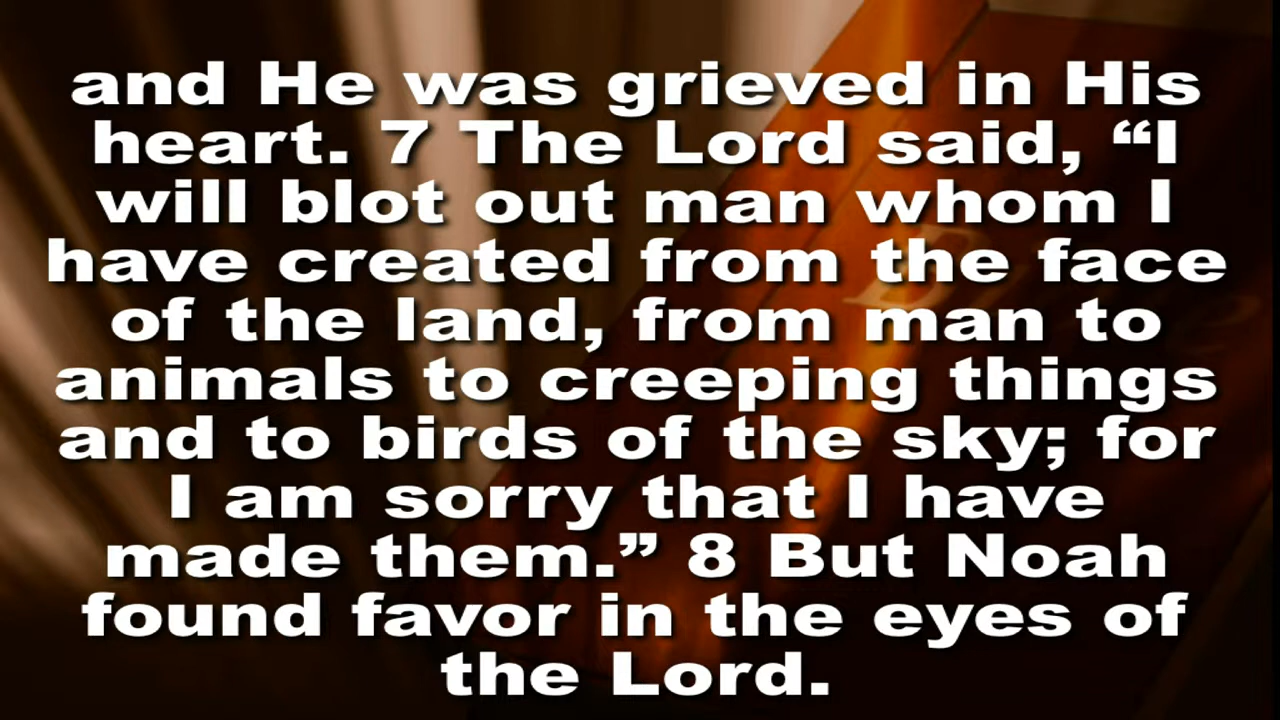 and He was grieved in His
heart. 7 The Lord said, “I
will blot out man whom I
have created from the face
of the land, from man to
animals to creeping things
and to birds of the sky; for
I am sorry that I have
made them.” 8 But Noah
found favor in the eyes of
the Lord.